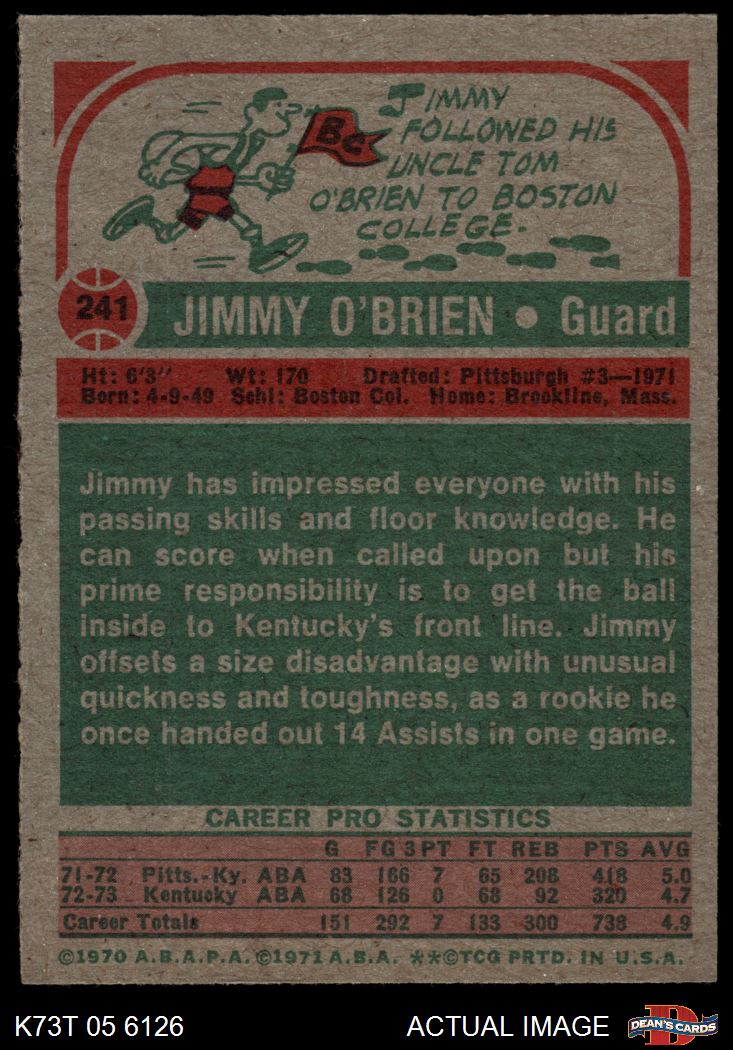 JIMMY
FOLLOWED HIS
UNCLE TOM
O'BRIEN TO BOSTON
COLLEGE.
BC
241 JIMMY O'BRIEN • Guard
Ht: 6'3" Wt: 170 Drafted: Pittsburgh #3—1971
Born: 4-9-49 Schl: Boston Col. Home: Brookline, Mass.
Jimmy has impressed everyone with his
passing skills and floor knowledge. He
can score when called upon but his
prime responsibility is to get the ball
inside to Kentucky's front line. Jimmy
offsets a size disadvantage with unusual
quickness and toughness, as a rookie he
once handed out 14 Assists in one game.
CAREER PRO STATISTICS
G FG 3PT FT REB PTS AVG
71-72 Pitts.-Ky. ABA 83 166 7 65 208 418 5.0
72-73 Kentucky ABA 68 126 0 68 92 320 4.7
Career Totals 151 292 7 133 300 738 4.9
©1970 A.B.A.P.A. ©1971 A.B.A. **©TCG PRTD. IN U.S.A.
K73T 05 6126 ACTUAL IMAGE D DEAN'S CARDS